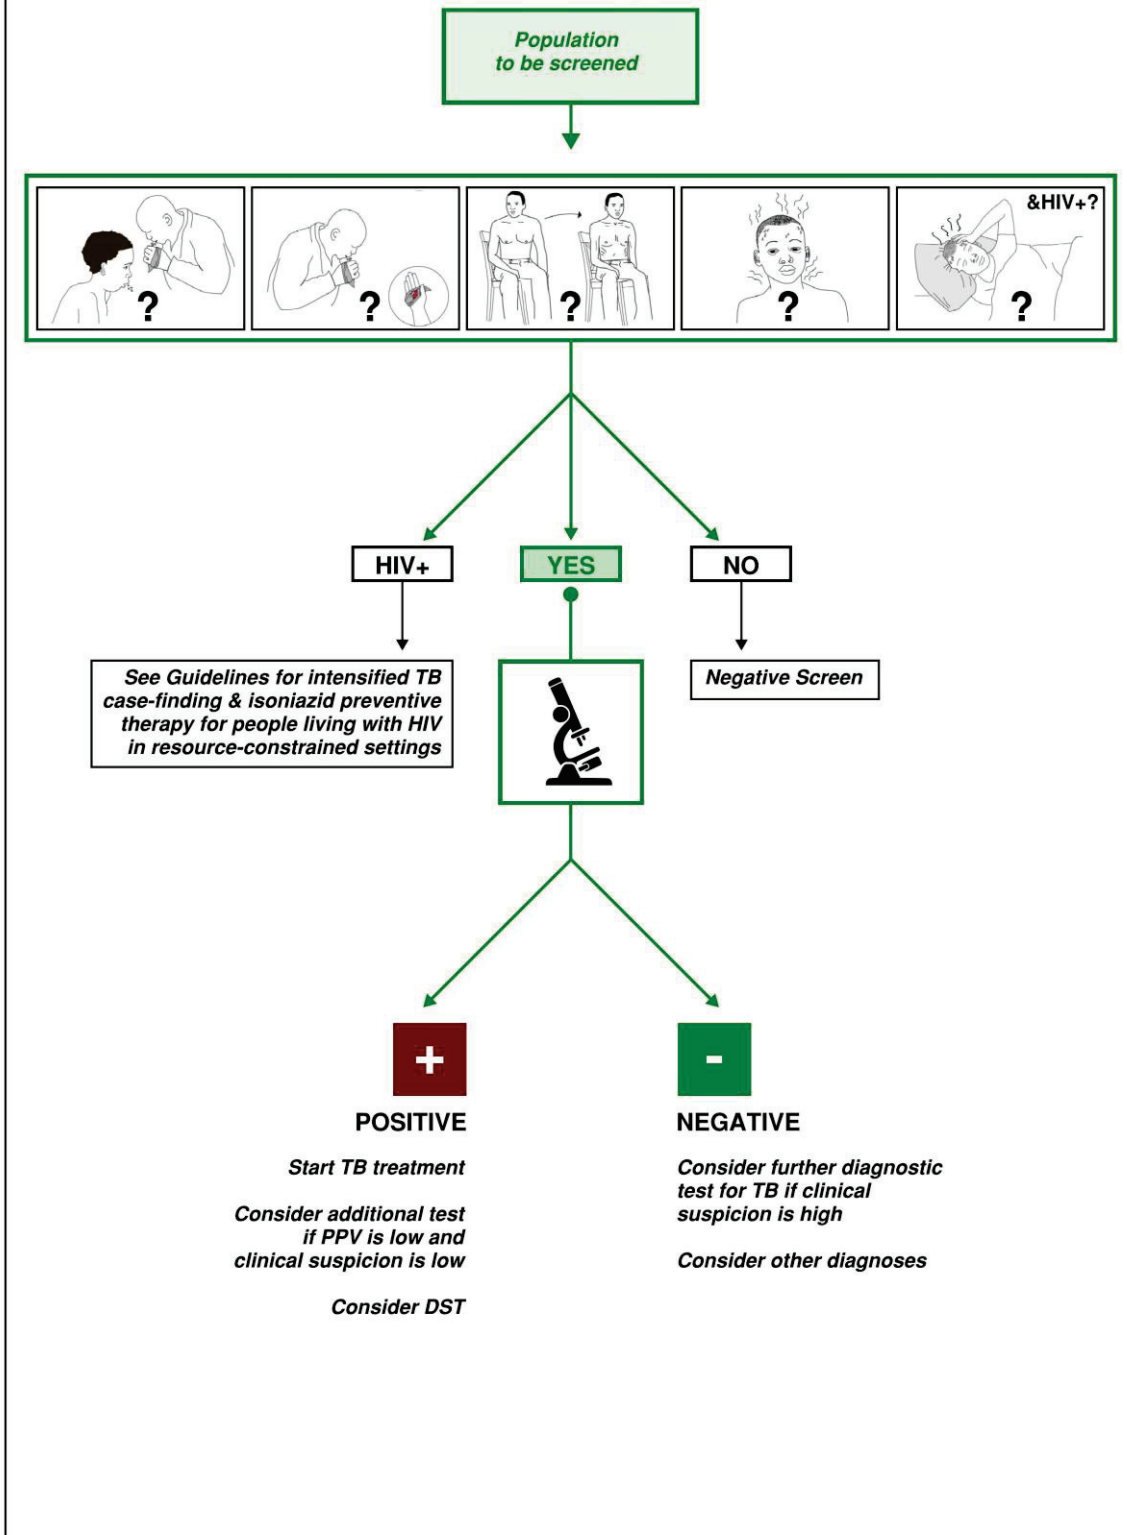 Population
to be screened
?
?
?
?
&HIV+?
?
HIV+
YES
NO
See Guidelines for intensified TB
case-finding & isoniazid preventive
therapy for people living with HIV
in resource-constrained settings
Negative Screen
+
POSITIVE
Start TB treatment
Consider additional test
if PPV is low and
clinical suspicion is low
Consider DST
-
NEGATIVE
Consider further diagnostic
test for TB if clinical
suspicion is high
Consider other diagnoses